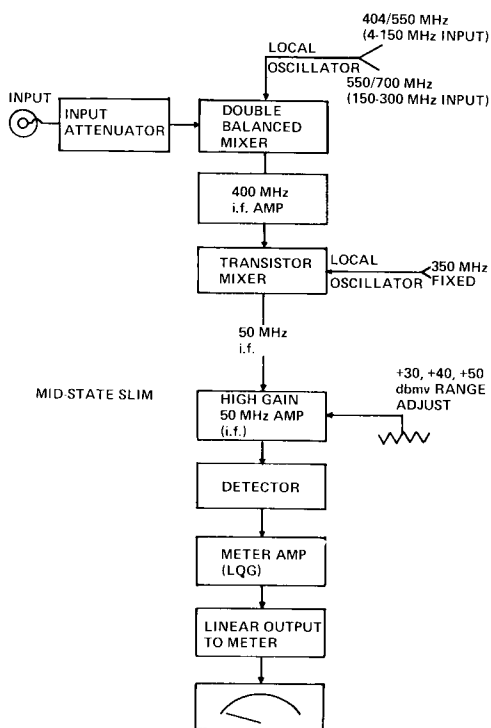 404/550 MHz
(4-150 MHz INPUT)
LOCAL
OSCILLATOR
550/700 MHz
(150-300 MHz INPUT)
INPUT
INPUT
ATTENUATOR
DOUBLE
BALANCED
MIXER
400 MHz
i.f. AMP
TRANSISTOR
MIXER
LOCAL
OSCILLATOR
350 MHz
FIXED
50 MHz
i.f.
MID-STATE SLIM
HIGH GAIN
50 MHz AMP
(i.f.)
+30, +40, +50
dbmv RANGE
ADJUST
DETECTOR
METER AMP
(LQG)
LINEAR OUTPUT
TO METER